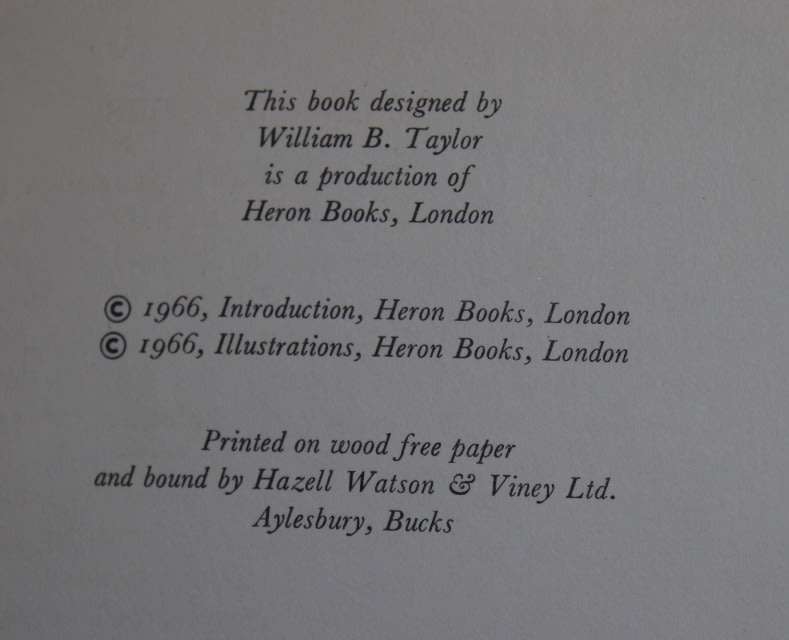 This book designed by
William B. Taylor
is a production of
Heron Books, London
© 1966, Introduction, Heron Books, London
© 1966, Illustrations, Heron Books, London
Printed on wood free paper
and bound by Hazell Watson & Viney Ltd.
Aylesbury, Bucks